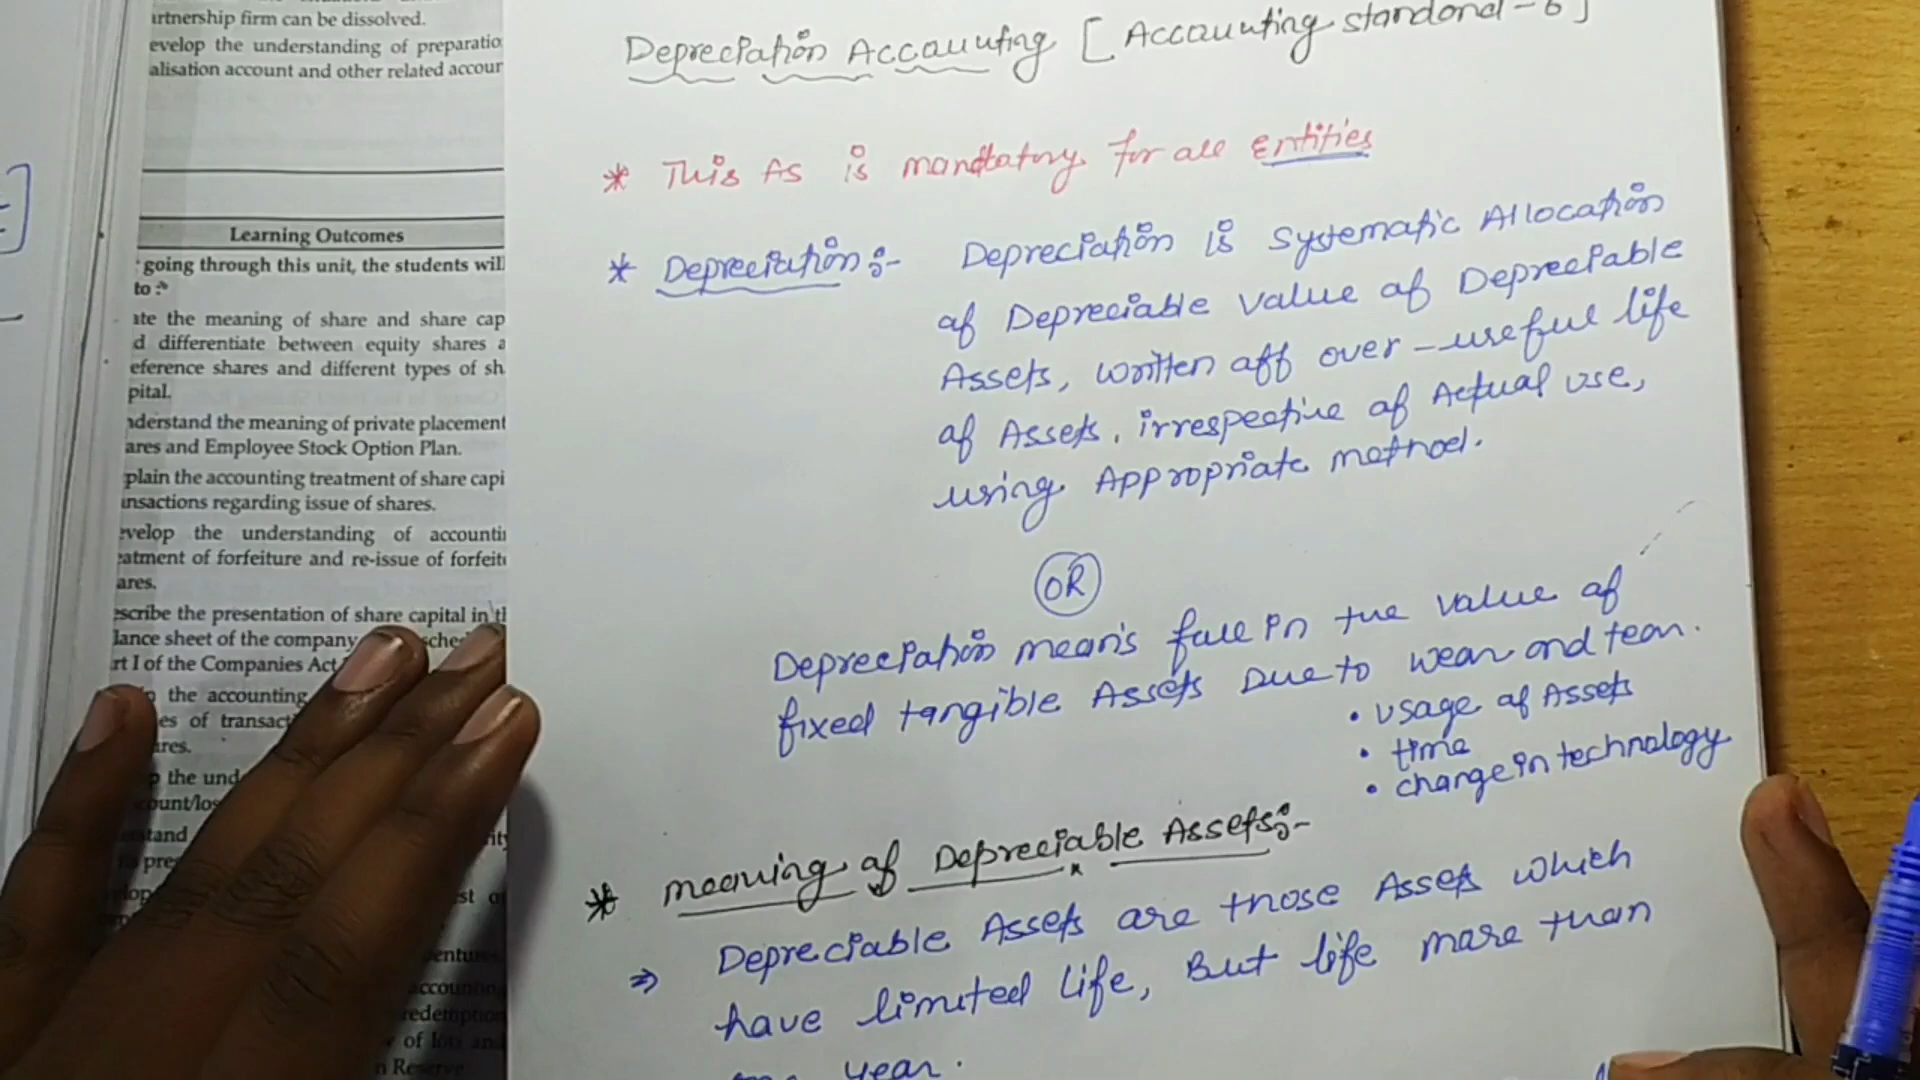 partnership firm can be dissolved.
evelop the understanding of preparatio
alisation account and other related accour
Learning Outcomes
going through this unit, the students will
to :
ate the meaning of share and share cap
d differentiate between equity shares a
eference shares and different types of sh
pital.
nderstand the meaning of private placement
ares and Employee Stock Option Plan.
plain the accounting treatment of share capi
ansactions regarding issue of shares.
evelop the understanding of accounti
eatment of forfeiture and re-issue of forfeit
ares.
escribe the presentation of share capital in t
lance sheet of the company sche
rt I of the Companies Act
the accounting
es of transact
ares.
the und
count/los
Depreciation Accounting [Accounting standard - 6]
* This AS is mandatory for all Entities
* Depreciation :- Depreciation is systematic Allocation
of Depreciable value of Depreciable
Assets, written off over - useful life
of Assets, irrespective of Actual use,
using Appropriate method.
OR
Depreciation means fall in the value of
fixed tangible Assets Due to wear and tear.
• usage of Assets
• time
• change in technology
* meaning of Depreciable Assets :-
⇒ Depreciable Assets are those Assets which
have limited life, But life more than
year.